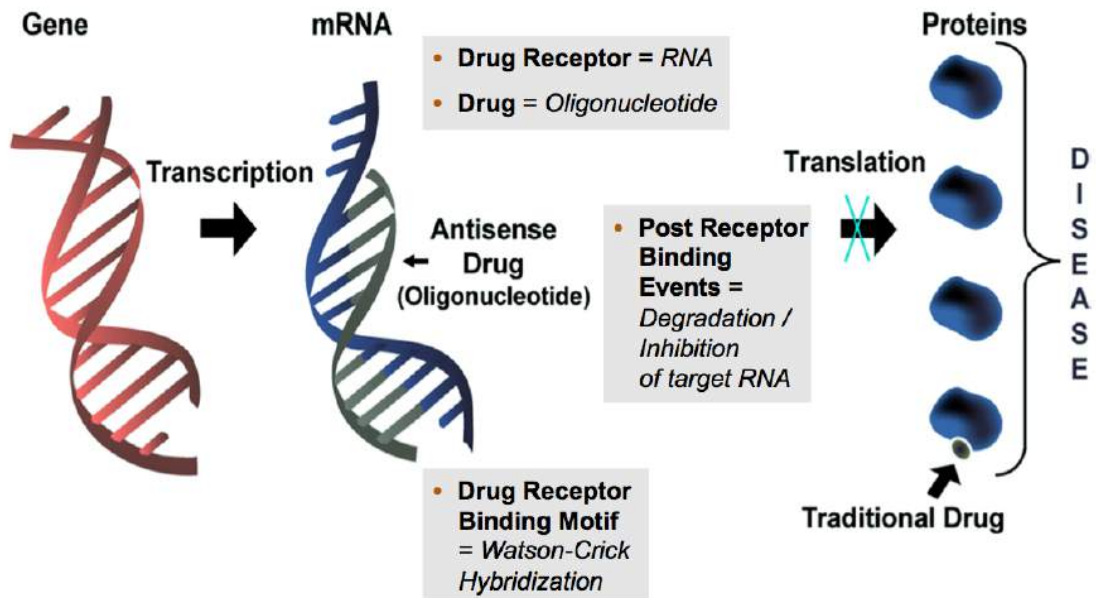 Gene
mRNA
Proteins
• Drug Receptor = RNA
• Drug = Oligonucleotide
Transcription
Translation
Antisense
Drug
(Oligonucleotide)
• Post Receptor
Binding
Events =
Degradation /
Inhibition
of target RNA
DISEASE
• Drug Receptor
Binding Motif
= Watson-Crick
Hybridization
Traditional Drug